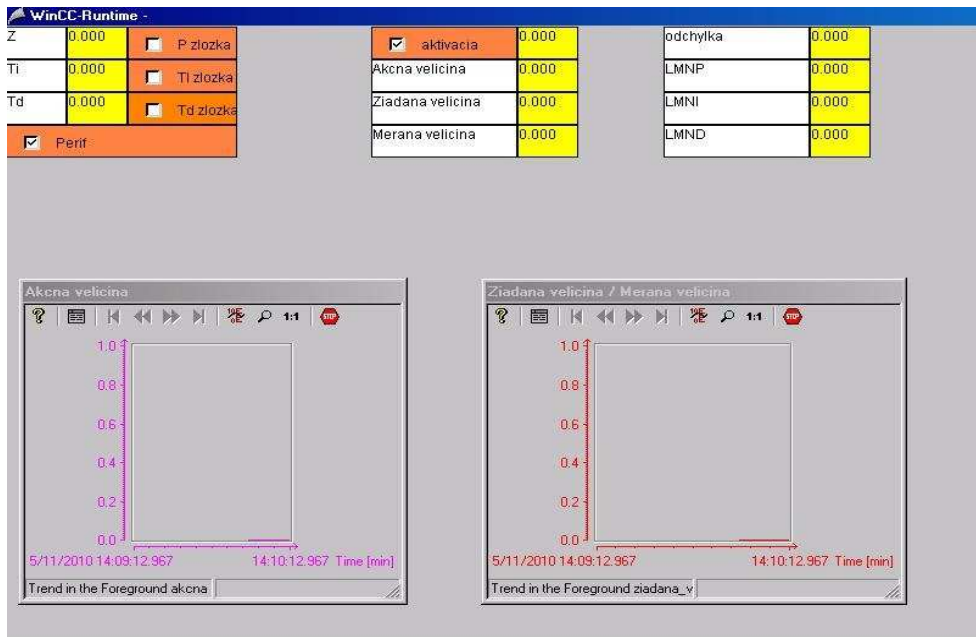 WinCC-Runtime -
Z 0.000 P zlozka aktivacia 0.000 odchylka 0.000
Ti 0.000 TI zlozka Akcna velicina 0.000 LMNP 0.000
Td 0.000 Td zlozka Ziadana velicina 0.000 LMNI 0.000
Perif Merana velicina 0.000 LMND 0.000
Akcna velicina
1:1 STOP
1.0
0.8
0.6
0.4
0.2
0.0
5/11/2010 14:09:12.967 14:10:12.967 Time [min]
Trend in the Foreground akcna
Ziadana velicina / Merana velicina
1:1 STOP
1.0
0.8
0.6
0.4
0.2
0.0
5/11/2010 14:09:12.967 14:10:12.967 Time [min]
Trend in the Foreground ziadana_v